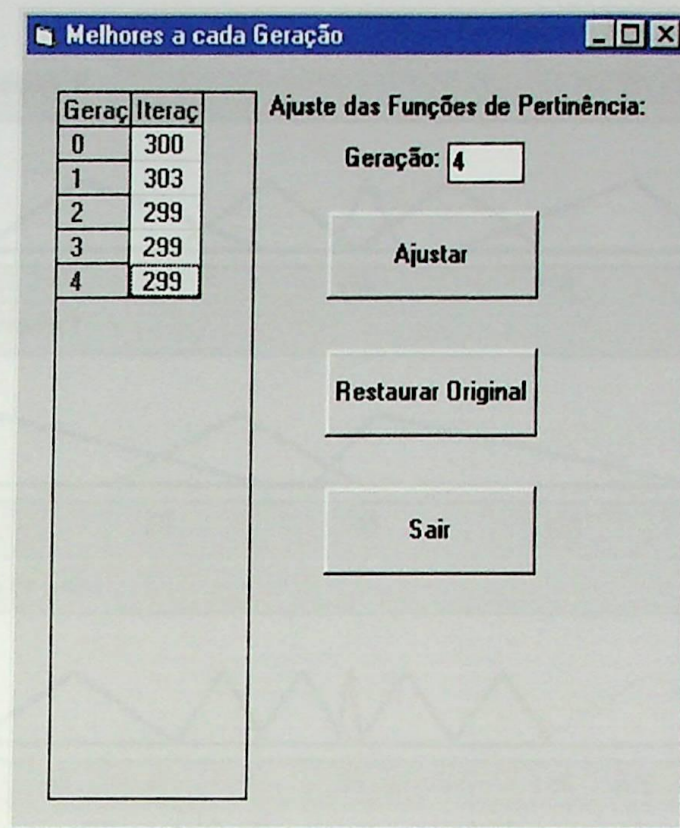 Melhores a cada Geração
Geraç Iteraç
0 300
1 303
2 299
3 299
4 299
Ajuste das Funções de Pertinência:
Geração: 4
Ajustar
Restaurar Original
Sair